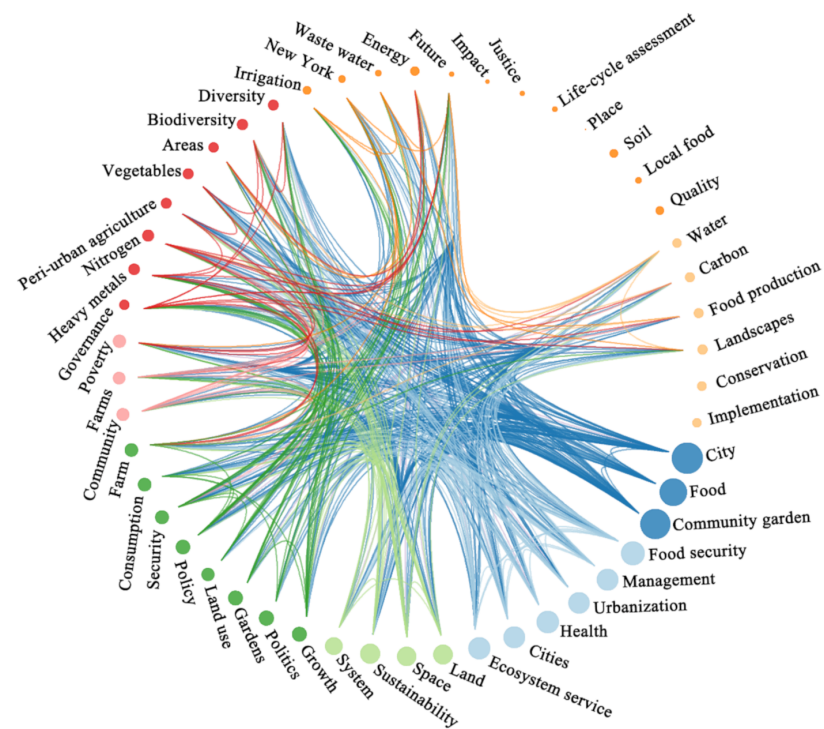 Irrigation
New York
Waste water
Energy
Future
Impact
Justice
Life-cycle assessment
Place
Soil
Local food
Quality
Water
Carbon
Food production
Landscapes
Conservation
Implementation
City
Food
Community garden
Food security
Management
Urbanization
Health
Cities
Ecosystem service
Land
Space
Sustainability
System
Growth
Politics
Gardens
Land use
Policy
Security
Consumption
Farm
Community
Farms
Poverty
Governance
Heavy metals
Nitrogen
Peri-urban agriculture
Vegetables
Areas
Biodiversity
Diversity